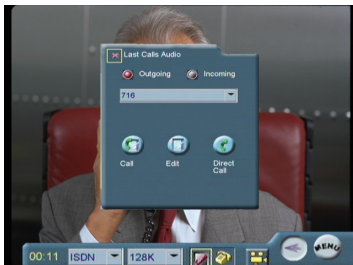 Last Calls Audio
Outgoing Incoming
716
Call Edit Direct Call
00:11 ISDN 128K MENU